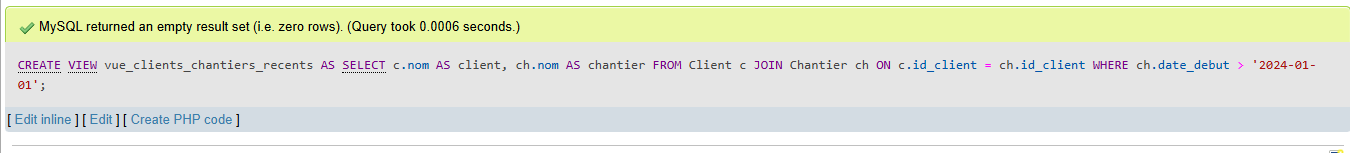 MySQL returned an empty result set (i.e. zero rows). (Query took 0.0006 seconds.)
CREATE VIEW vue_clients_chantiers_recents AS SELECT c.nom AS client, ch.nom AS chantier FROM Client c JOIN Chantier ch ON c.id_client = ch.id_client WHERE ch.date_debut > '2024-01-
01';
[ Edit inline ] [ Edit ] [ Create PHP code ]